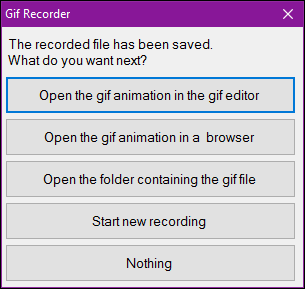 Gif Recorder
The recorded file has been saved.
What do you want next?
Open the gif animation in the gif editor
Open the gif animation in a  browser
Open the folder containing the gif file
Start new recording
Nothing